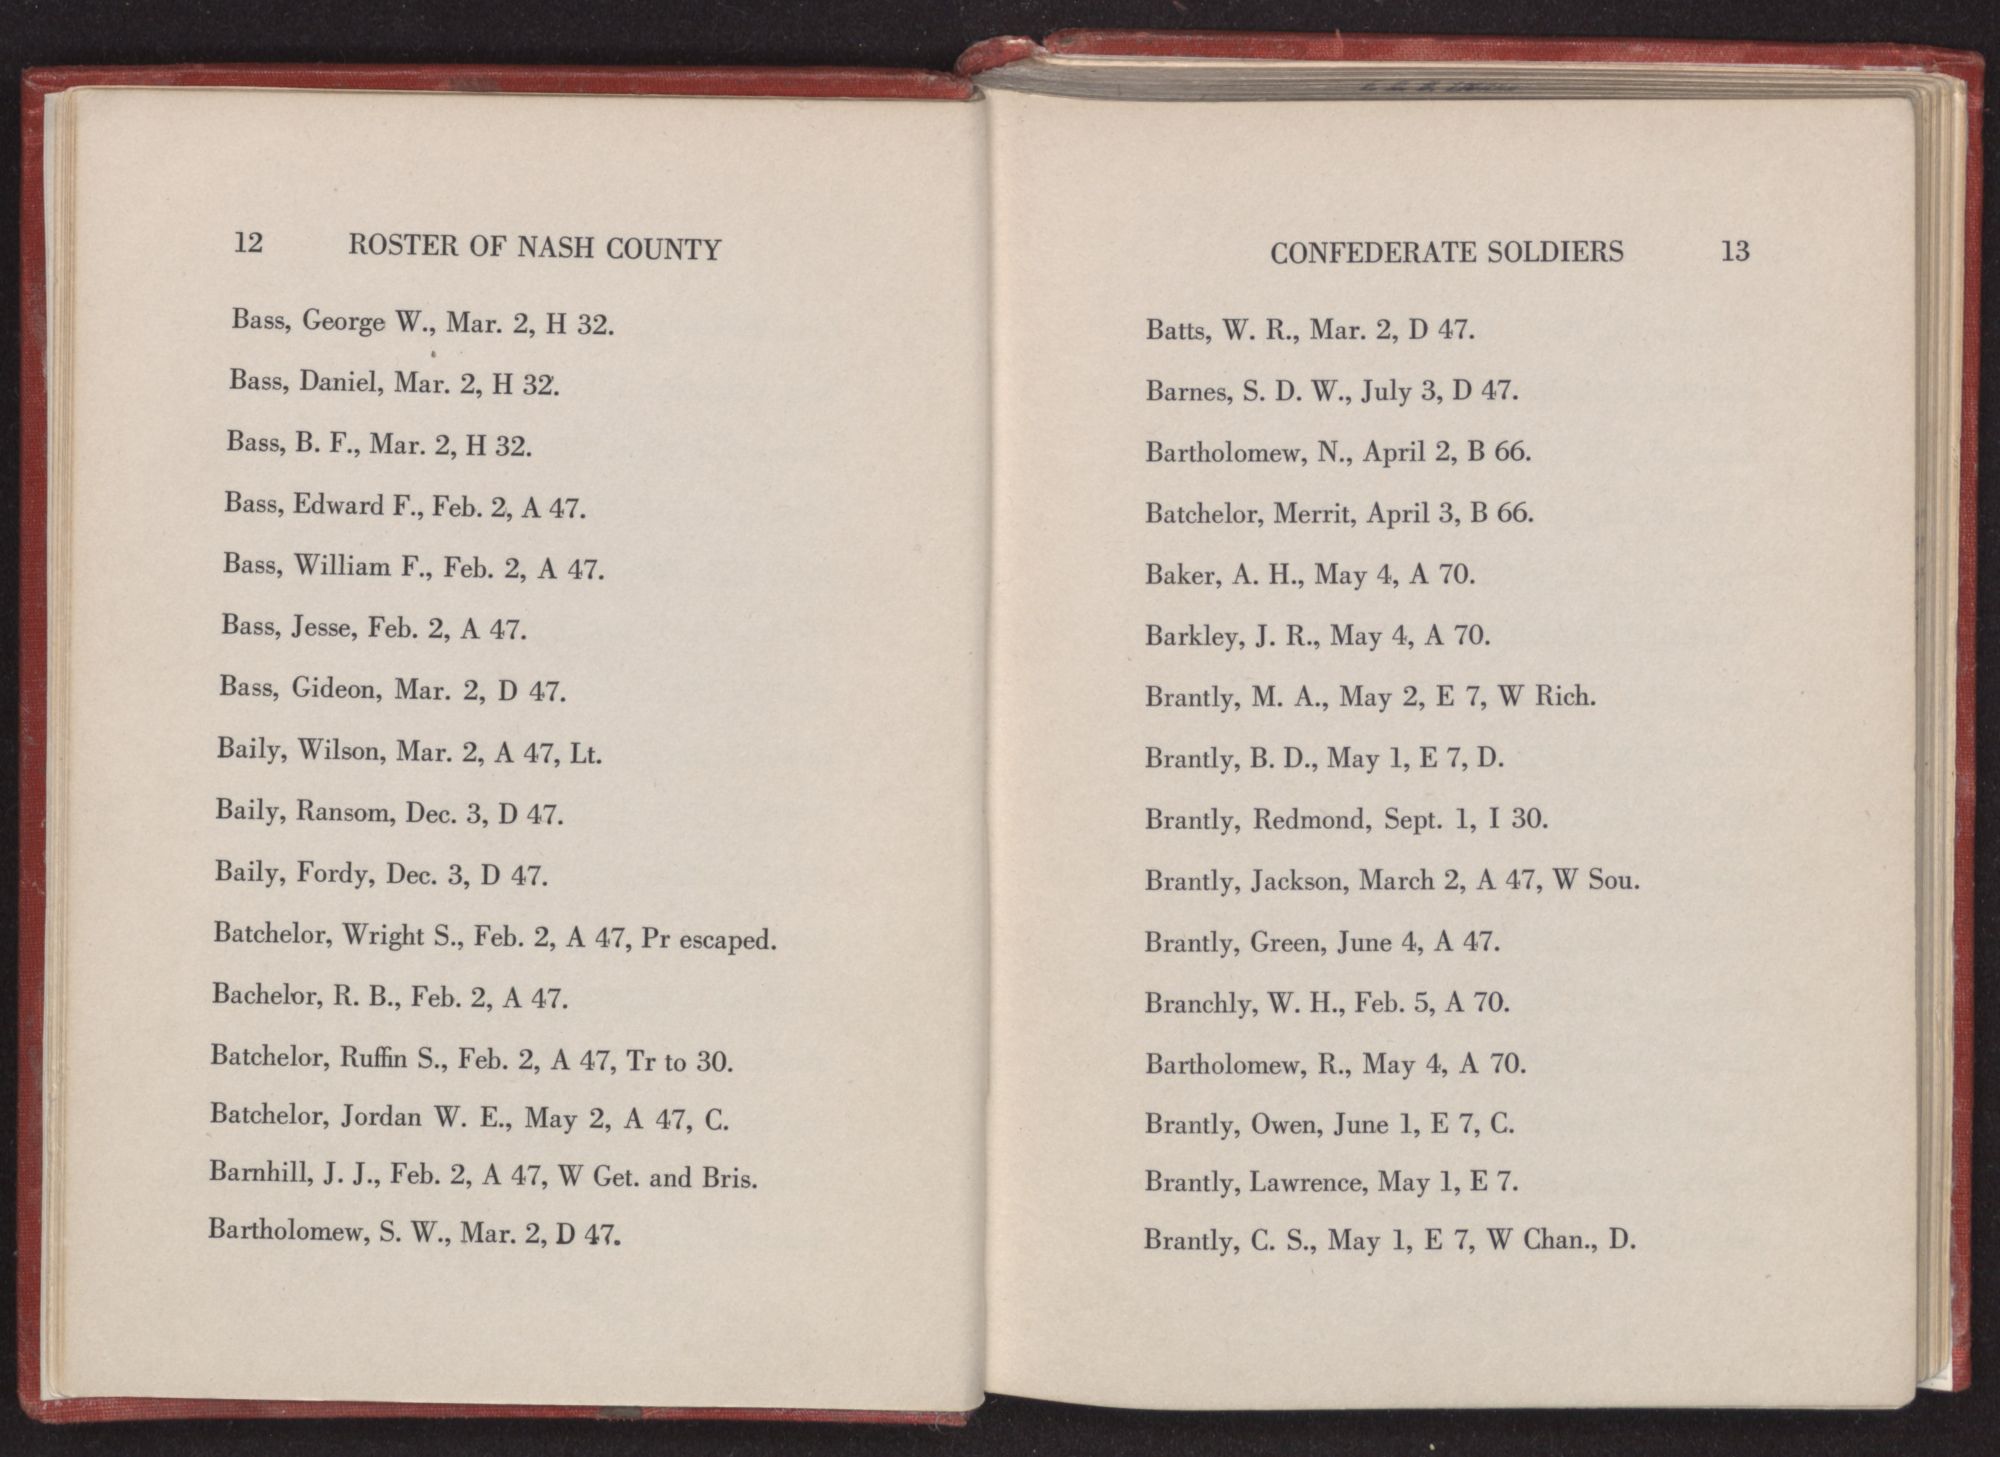 12 ROSTER OF NASH COUNTY
Bass, George W., Mar. 2, H 32.
Bass, Daniel, Mar. 2, H 32.
Bass, B. F., Mar. 2, H 32.
Bass, Edward F., Feb. 2, A 47.
Bass, William F., Feb. 2, A 47.
Bass, Jesse, Feb. 2, A 47.
Bass, Gideon, Mar. 2, D 47.
Baily, Wilson, Mar. 2, A 47, Lt.
Baily, Ransom, Dec. 3, D 47.
Baily, Fordy, Dec. 3, D 47.
Batchelor, Wright S., Feb. 2, A 47, Pr escaped.
Bachelor, R. B., Feb. 2, A 47.
Batchelor, Ruffin S., Feb. 2, A 47, Tr to 30.
Batchelor, Jordan W. E., May 2, A 47, C.
Barnhill, J. J., Feb. 2, A 47, W Get. and Bris.
Bartholomew, S. W., Mar. 2, D 47.
CONFEDERATE SOLDIERS 13
Batts, W. R., Mar. 2, D 47.
Barnes, S. D. W., July 3, D 47.
Bartholomew, N., April 2, B 66.
Batchelor, Merrit, April 3, B 66.
Baker, A. H., May 4, A 70.
Barkley, J. R., May 4, A 70.
Brantly, M. A., May 2, E 7, W Rich.
Brantly, B. D., May 1, E 7, D.
Brantly, Redmond, Sept. 1, I 30.
Brantly, Jackson, March 2, A 47, W Sou.
Brantly, Green, June 4, A 47.
Branchly, W. H., Feb. 5, A 70.
Bartholomew, R., May 4, A 70.
Brantly, Owen, June 1, E 7, C.
Brantly, Lawrence, May 1, E 7.
Brantly, C. S., May 1, E 7, W Chan., D.